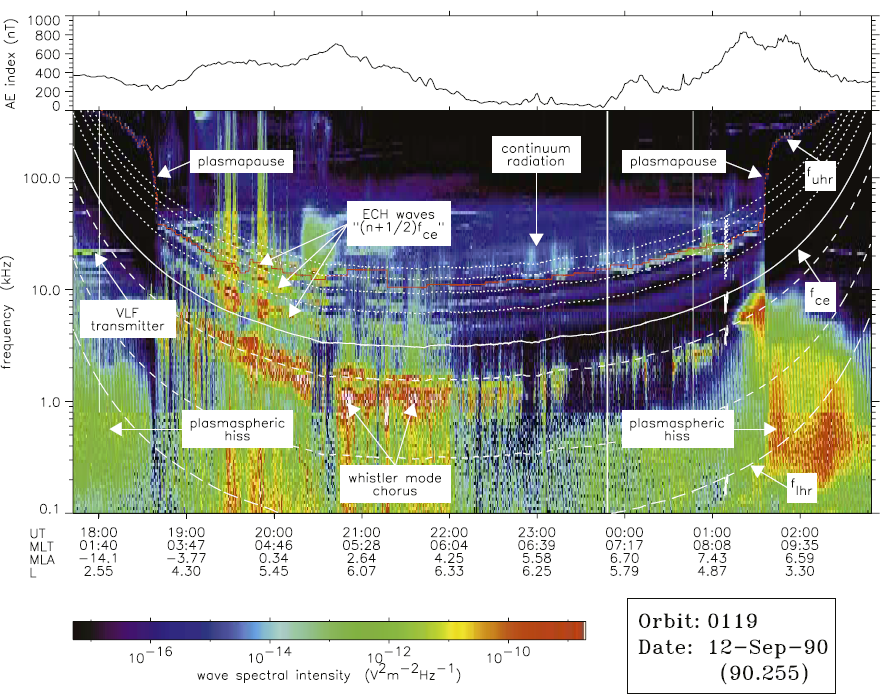 AE index (nT)
1000
800
600
400
200
0
frequency (kHz)
100.0
10.0
1.0
0.1
plasmapause
continuum
radiation
plasmapause
fuhr
ECH waves
"(n+1/2)fce"
VLF
transmitter
fce
plasmaspheric
hiss
plasmaspheric
hiss
whistler mode
chorus
flhr
UT 18:00 19:00 20:00 21:00 22:00 23:00 00:00 01:00 02:00
MLT 01:40 03:47 04:46 05:28 06:04 06:39 07:17 08:08 09:35
MLA −14.1 −3.77 0.34 2.64 4.25 5.58 6.70 7.43 6.59
L 2.55 4.30 5.45 6.07 6.33 6.25 5.79 4.87 3.30
10⁻¹⁶ 10⁻¹⁴ 10⁻¹² 10⁻¹⁰
wave spectral intensity (V²m⁻²Hz⁻¹)
Orbit: 0119
Date: 12-Sep-90
(90.255)